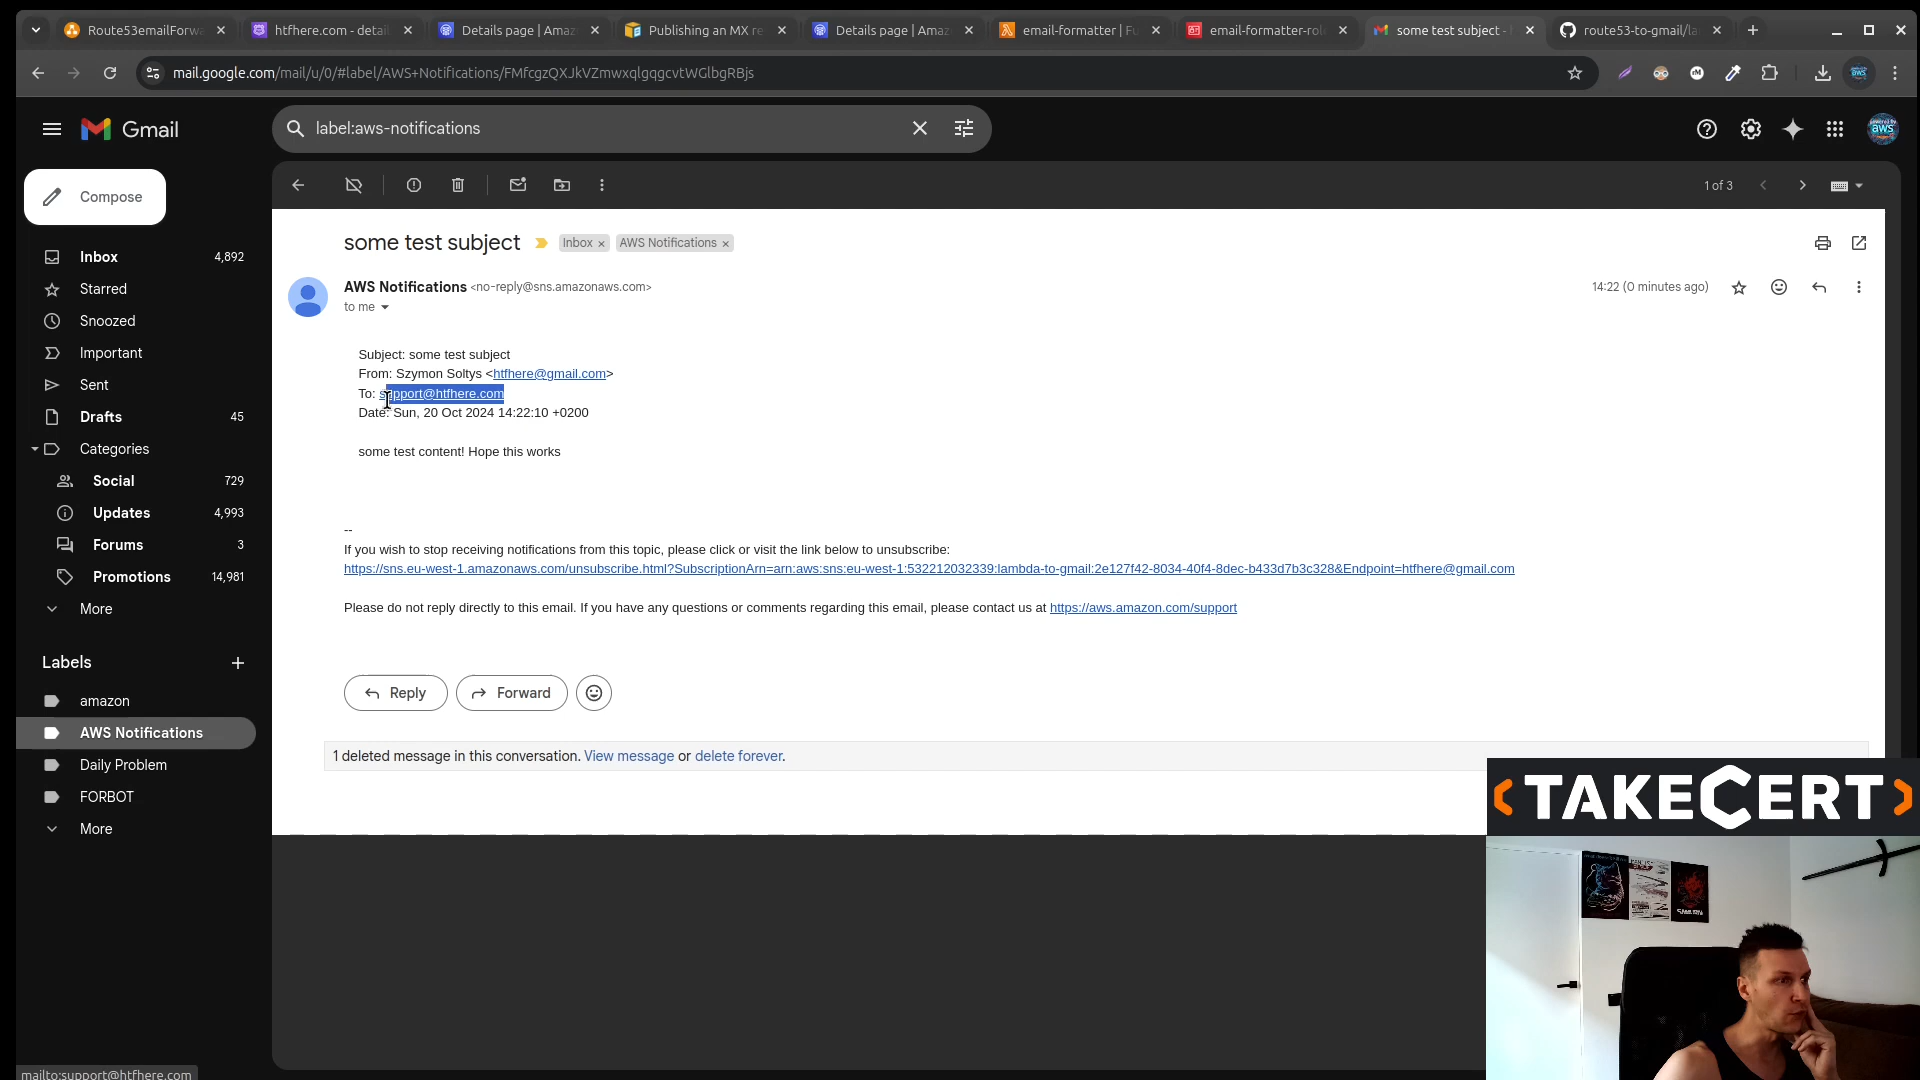 Route53emailForw
htfhere.com - detail
Details page | Amaz
Publishing an MX re
Details page | Amaz
email-formatter | Fu
email-formatter-role
some test subject -
route53-to-gmail/la
mail.google.com/mail/u/0/#label/AWS+Notifications/FMfcgzQXJkVZmwxqlgqgcvtWGlbgRBjs
Gmail
label:aws-notifications
Compose
1 of 3
Inbox 4,892
Starred
Snoozed
Important
Sent
Drafts 45
Categories
Social 729
Updates 4,993
Forums 3
Promotions 14,981
More
Labels
amazon
AWS Notifications
Daily Problem
FORBOT
More
some test subject
Inbox
AWS Notifications
AWS Notifications <no-reply@sns.amazonaws.com>
14:22 (0 minutes ago)
to me
Subject: some test subject
From: Szymon Soltys <htfhere@gmail.com>
To: support@htfhere.com
Date: Sun, 20 Oct 2024 14:22:10 +0200
some test content! Hope this works
--
If you wish to stop receiving notifications from this topic, please click or visit the link below to unsubscribe:
https://sns.eu-west-1.amazonaws.com/unsubscribe.html?SubscriptionArn=arn:aws:sns:eu-west-1:532212032339:lambda-to-gmail:2e127f42-8034-40f4-8dec-b433d7b3c328&Endpoint=htfhere@gmail.com
Please do not reply directly to this email. If you have any questions or comments regarding this email, please contact us at https://aws.amazon.com/support
Reply
Forward
1 deleted message in this conversation. View message or delete forever.
TAKECERT
mailto:support@htfhere.com